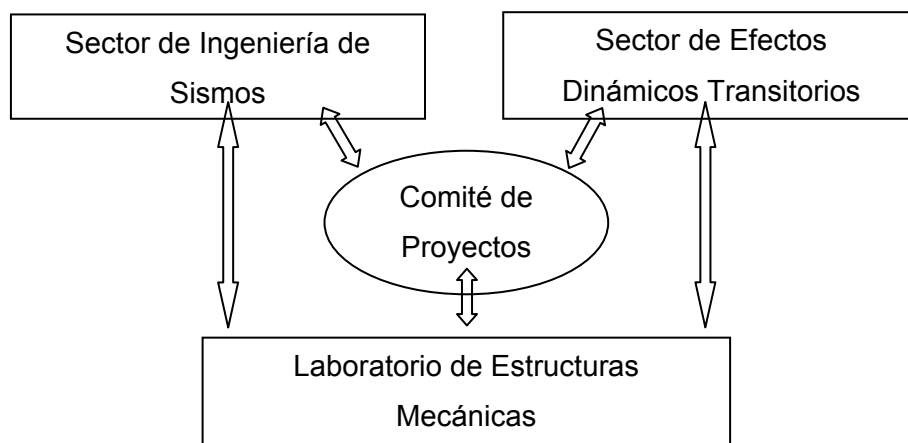 Sector de Ingeniería de
Sismos
Sector de Efectos
Dinámicos Transitorios
Comité de
Proyectos
Laboratorio de Estructuras
Mecánicas